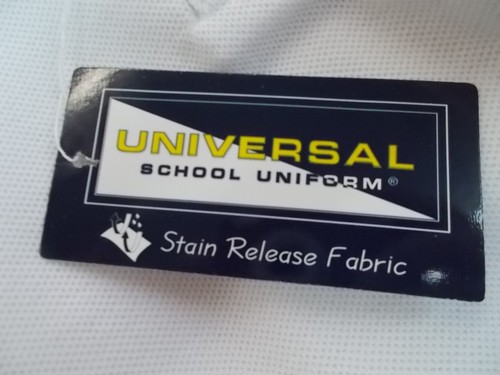 UNIVERSAL
SCHOOL UNIFORM®
Stain Release Fabric